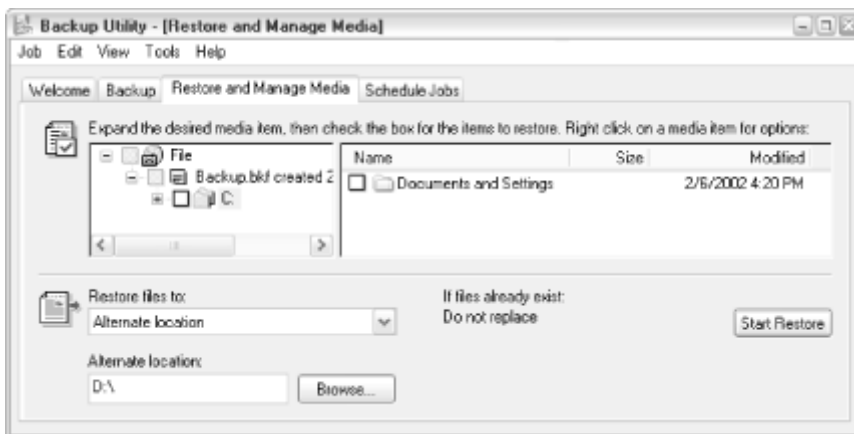 Backup Utility - [Restore and Manage Media]
Job Edit View Tools Help
Welcome Backup Restore and Manage Media Schedule Jobs
Expand the desired media item, then check the box for the items to restore. Right click on a media item for options:
File
Backup.bkf created 2
C:
Name Size Modified
Documents and Settings 2/6/2002 4:20 PM
Restore files to:
Alternate location
If files already exist:
Do not replace
Start Restore
Alternate location:
D:\
Browse...